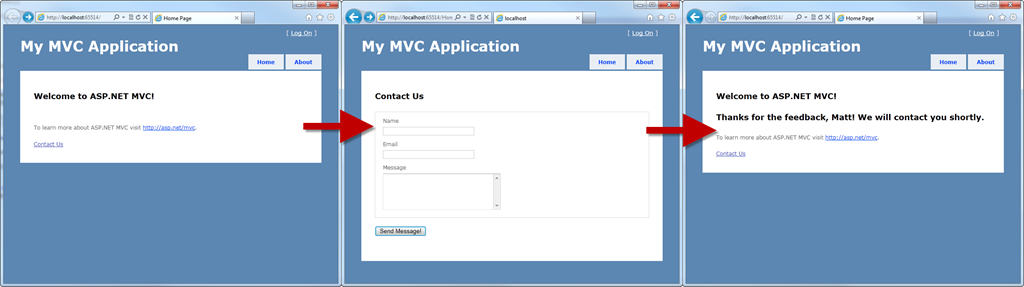 http://localhost:65514/
Home Page
[ Log On ]
My MVC Application
Home
About
Welcome to ASP.NET MVC!
To learn more about ASP.NET MVC visit http://asp.net/mvc.
Contact Us
http://localhost:65514/Hom
localhost
[ Log On ]
My MVC Application
Home
About
Contact Us
Name
Email
Message
Send Message!
http://localhost:65514/
Home Page
[ Log On ]
My MVC Application
Home
About
Welcome to ASP.NET MVC!
Thanks for the feedback, Matt! We will contact you shortly.
To learn more about ASP.NET MVC visit http://asp.net/mvc.
Contact Us